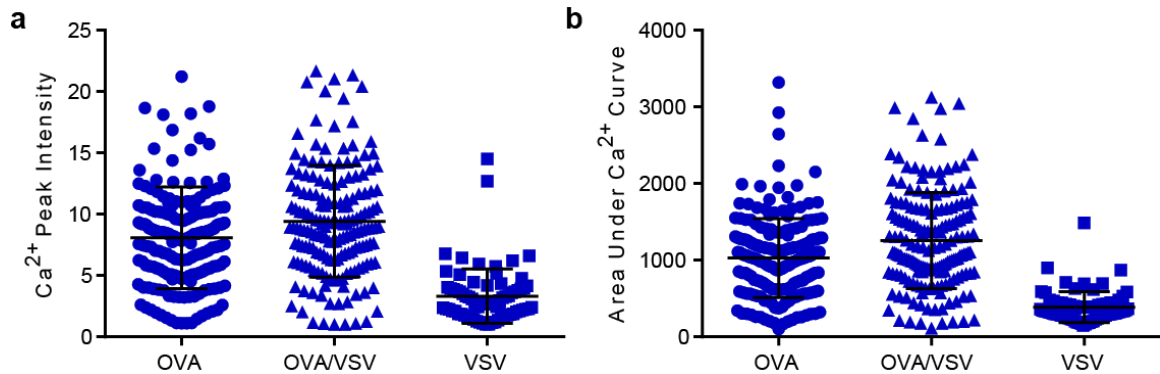 a
Ca2+ Peak Intensity
25
20
15
10
5
0
OVA OVA/VSV VSV
b
Area Under Ca2+ Curve
4000
3000
2000
1000
0
OVA OVA/VSV VSV